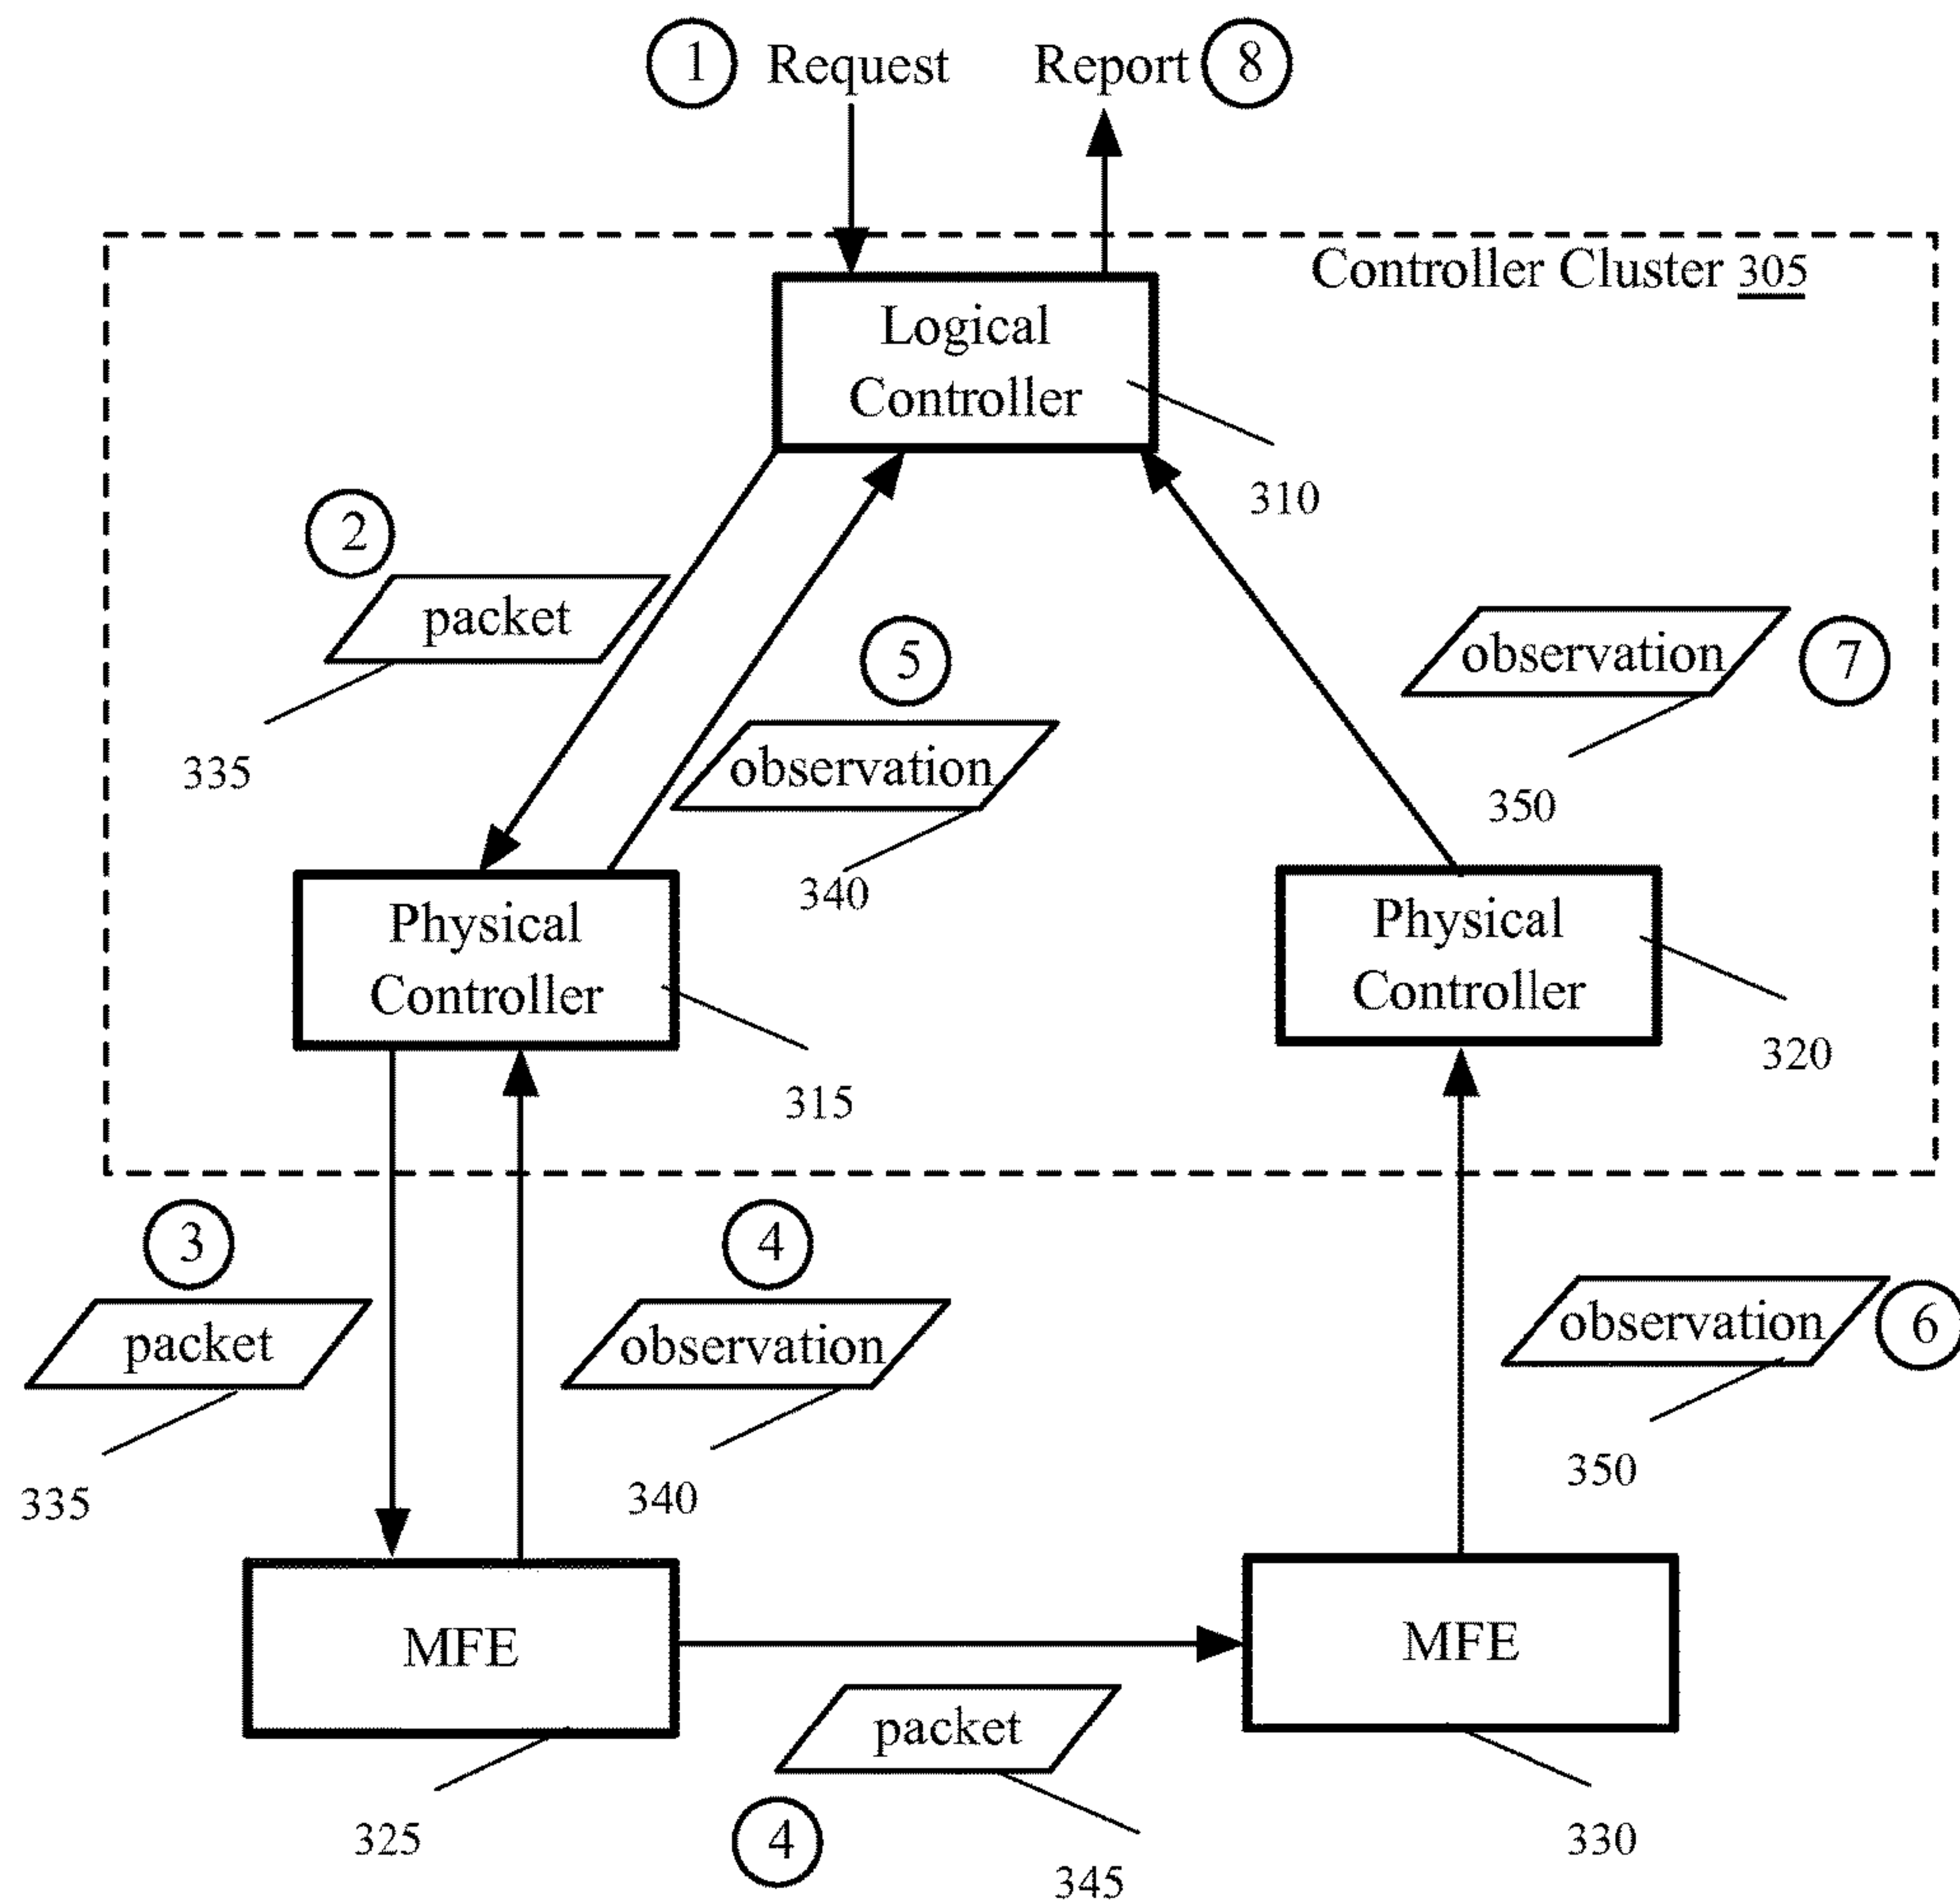 1 Request Report 8
Controller Cluster 305
Logical
Controller
310
2
packet
335
5
observation
340
observation 7
350
Physical
Controller
315
Physical
Controller
320
3
packet
335
4
observation
340
observation 6
350
MFE
325
MFE
330
packet
4
345